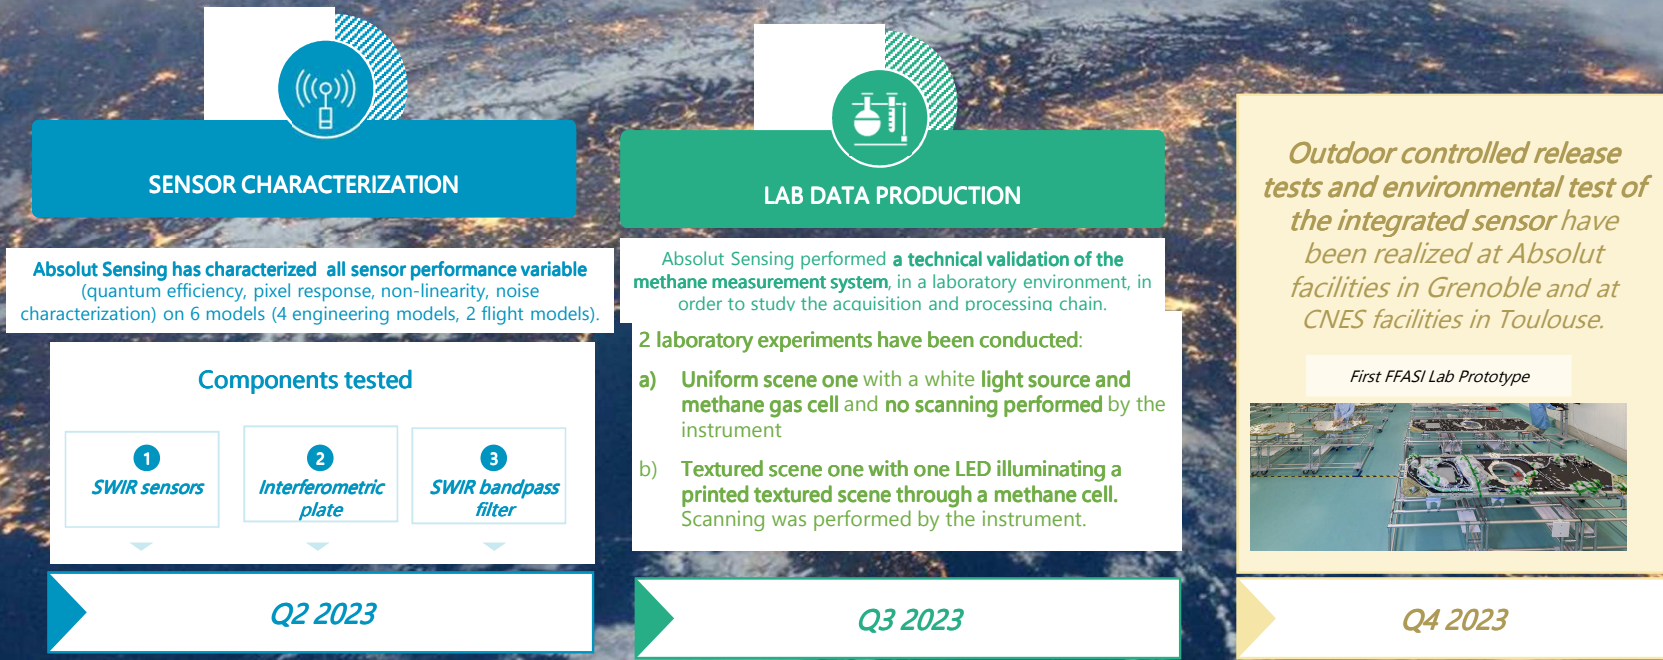 SENSOR CHARACTERIZATION
Absolut Sensing has characterized all sensor performance variable
(quantum efficiency, pixel response, non-linearity, noise
characterization) on 6 models (4 engineering models, 2 flight models).
Components tested
1
SWIR sensors
2
Interferometric
plate
3
SWIR bandpass
filter
Q2 2023
LAB DATA PRODUCTION
Absolut Sensing performed a technical validation of the
methane measurement system, in a laboratory environment, in
order to study the acquisition and processing chain.
2 laboratory experiments have been conducted:
a) Uniform scene one with a white light source and
methane gas cell and no scanning performed by the
instrument
b) Textured scene one with one LED illuminating a
printed textured scene through a methane cell.
Scanning was performed by the instrument.
Q3 2023
Outdoor controlled release
tests and environmental test of
the integrated sensor have
been realized at Absolut
facilities in Grenoble and at
CNES facilities in Toulouse.
First FFASI Lab Prototype
Q4 2023